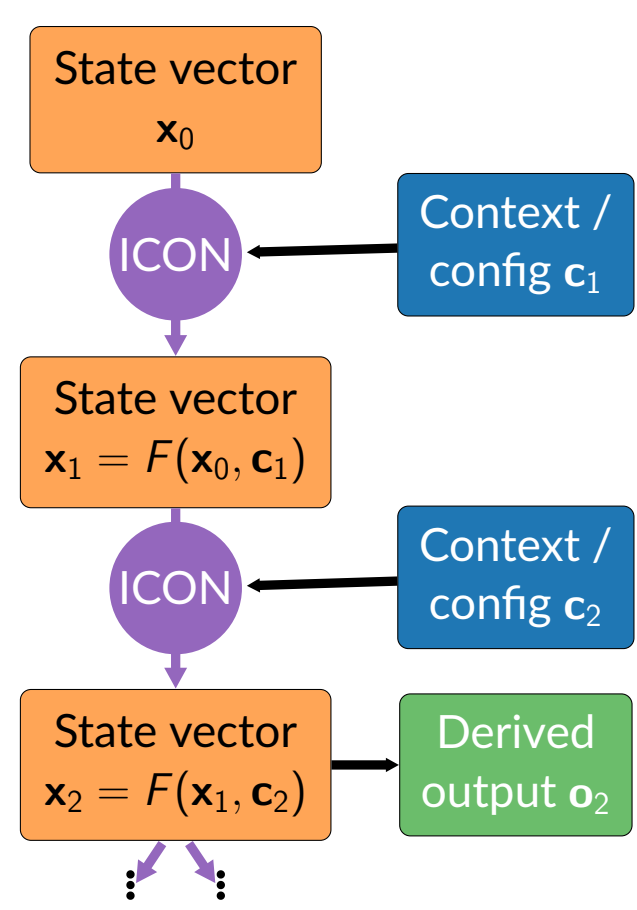 State vector
𝐱₀
ICON
Context /
config 𝐜₁
State vector
𝐱₁ = F(𝐱₀, 𝐜₁)
ICON
Context /
config 𝐜₂
State vector
𝐱₂ = F(𝐱₁, 𝐜₂)
Derived
output 𝐨₂
⋮ ⋮